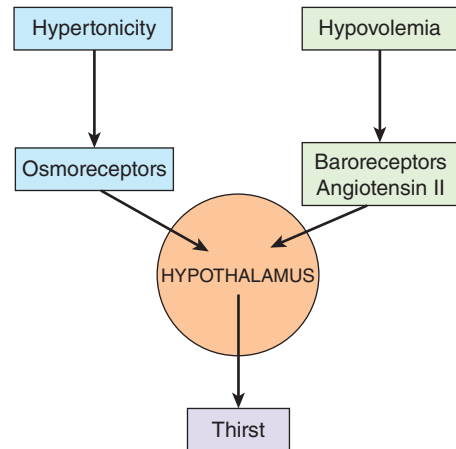 Hypertonicity
Hypovolemia
Osmoreceptors
Baroreceptors
Angiotensin II
HYPOTHALAMUS
Thirst